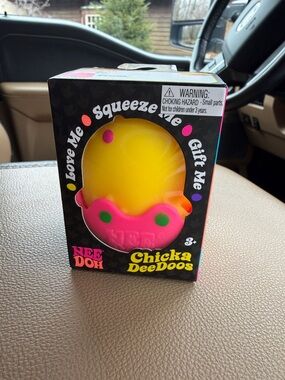 WARNING:
CHOKING HAZARD - Small parts
Not for children under 3 years.
Love Me • Squeeze Me • Gift Me
NEE
3+
NEE
DOH
Chicka
DeeDoos